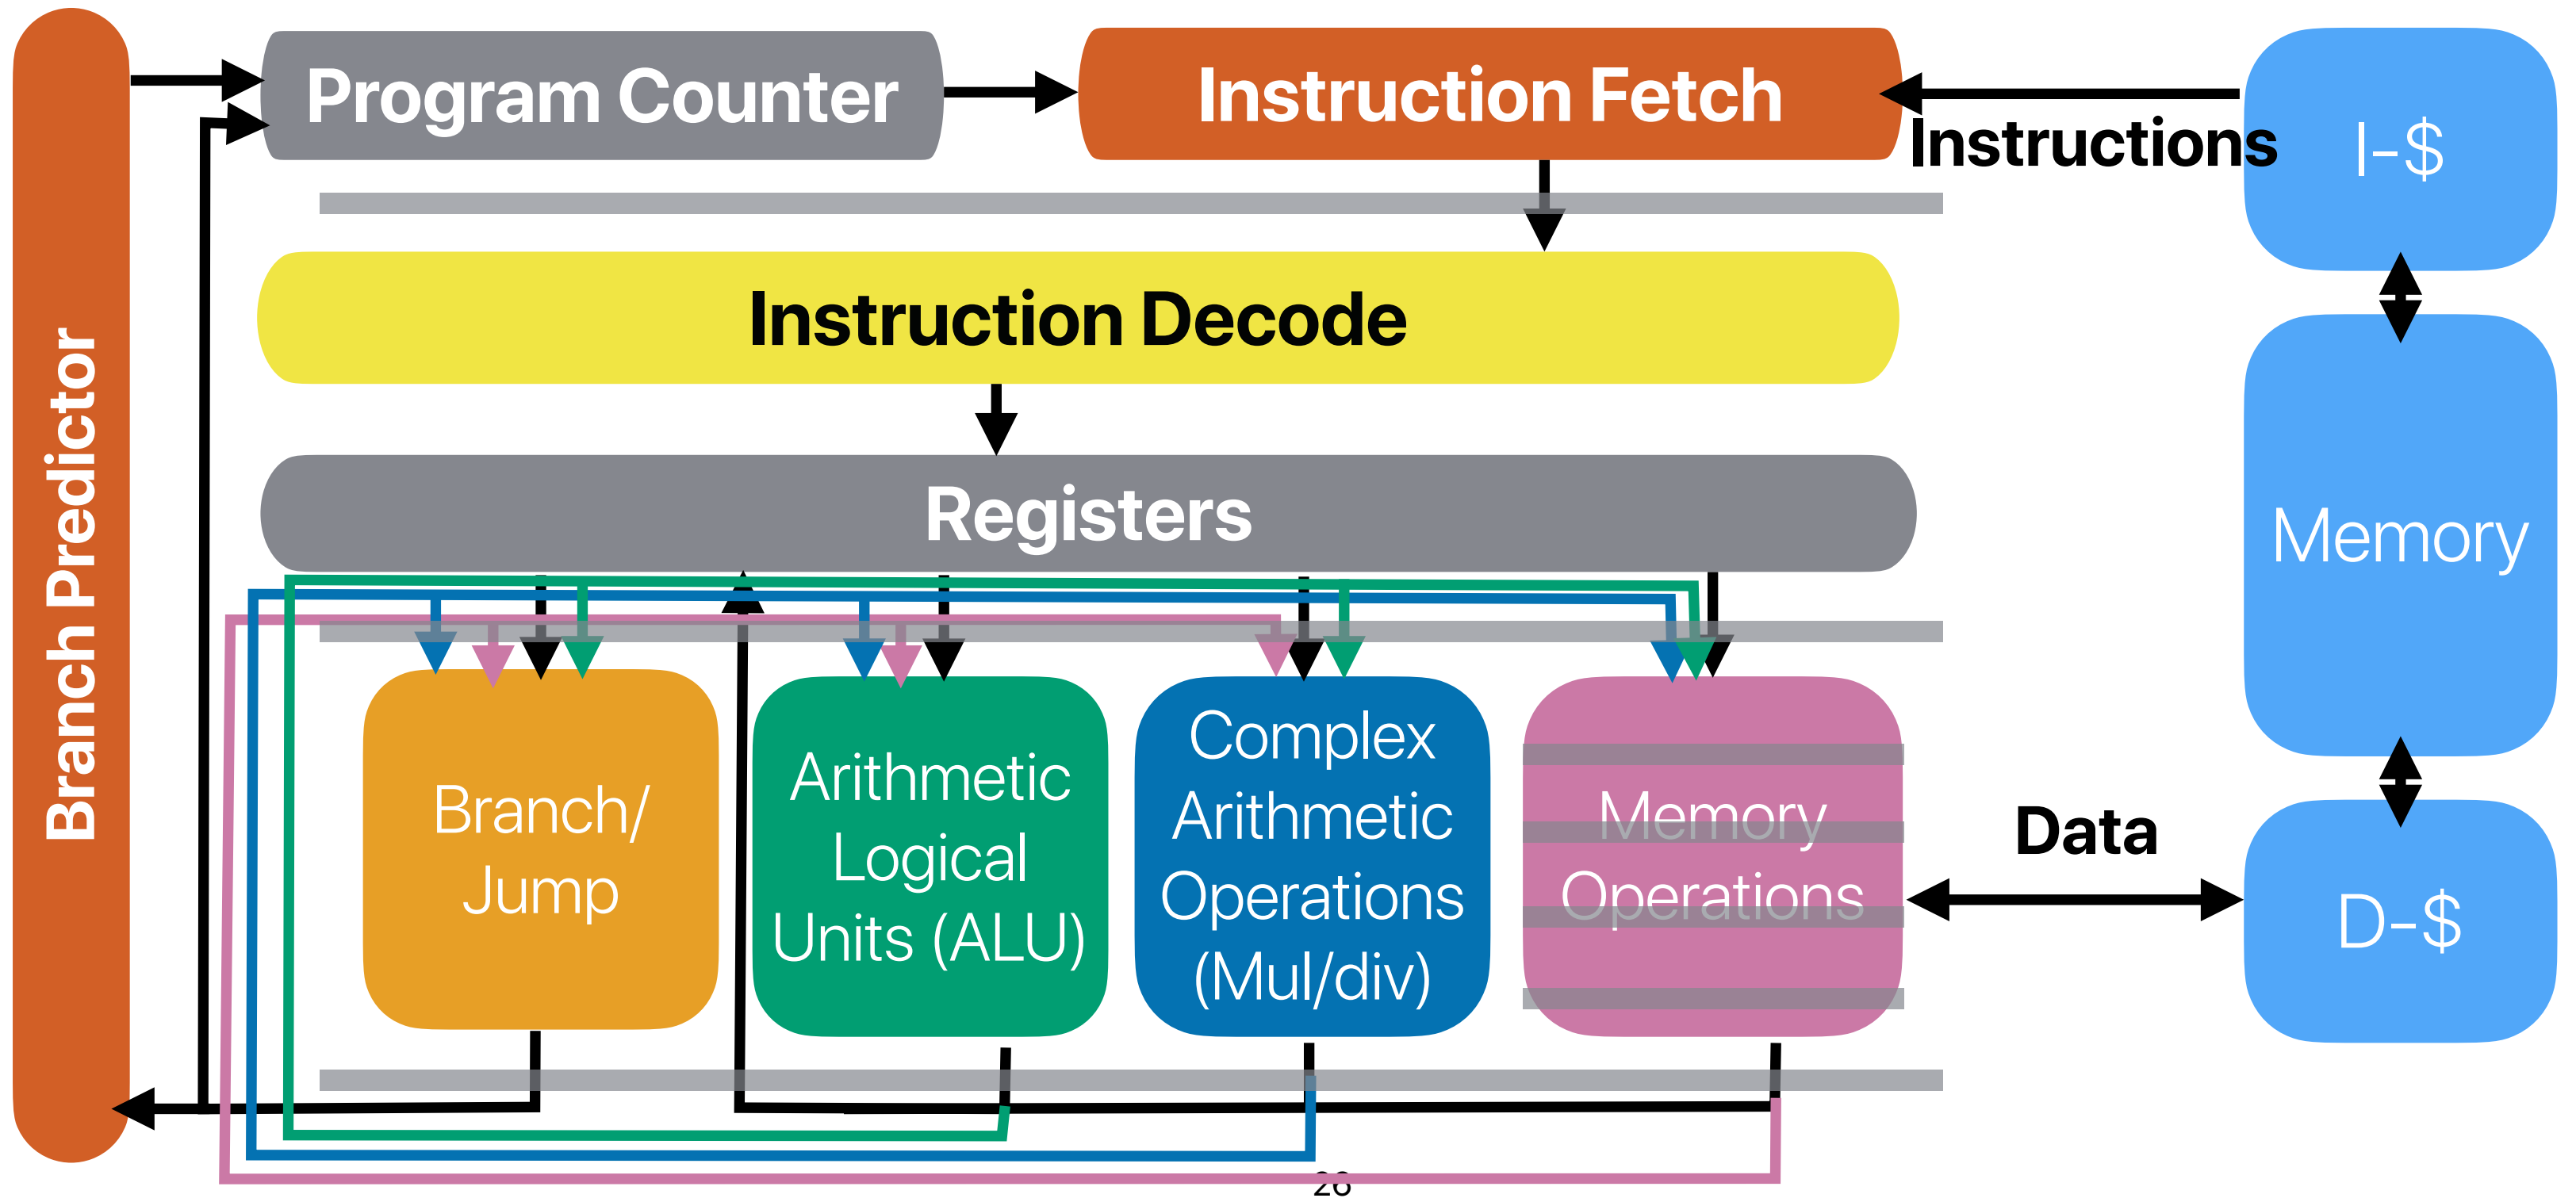 Branch Predictor
Program Counter
Instruction Fetch
Instructions
I-$
Instruction Decode
Registers
Memory
Branch/
Jump
Arithmetic
Logical
Units (ALU)
Complex
Arithmetic
Operations
(Mul/div)
Memory
Operations
Data
D-$
26